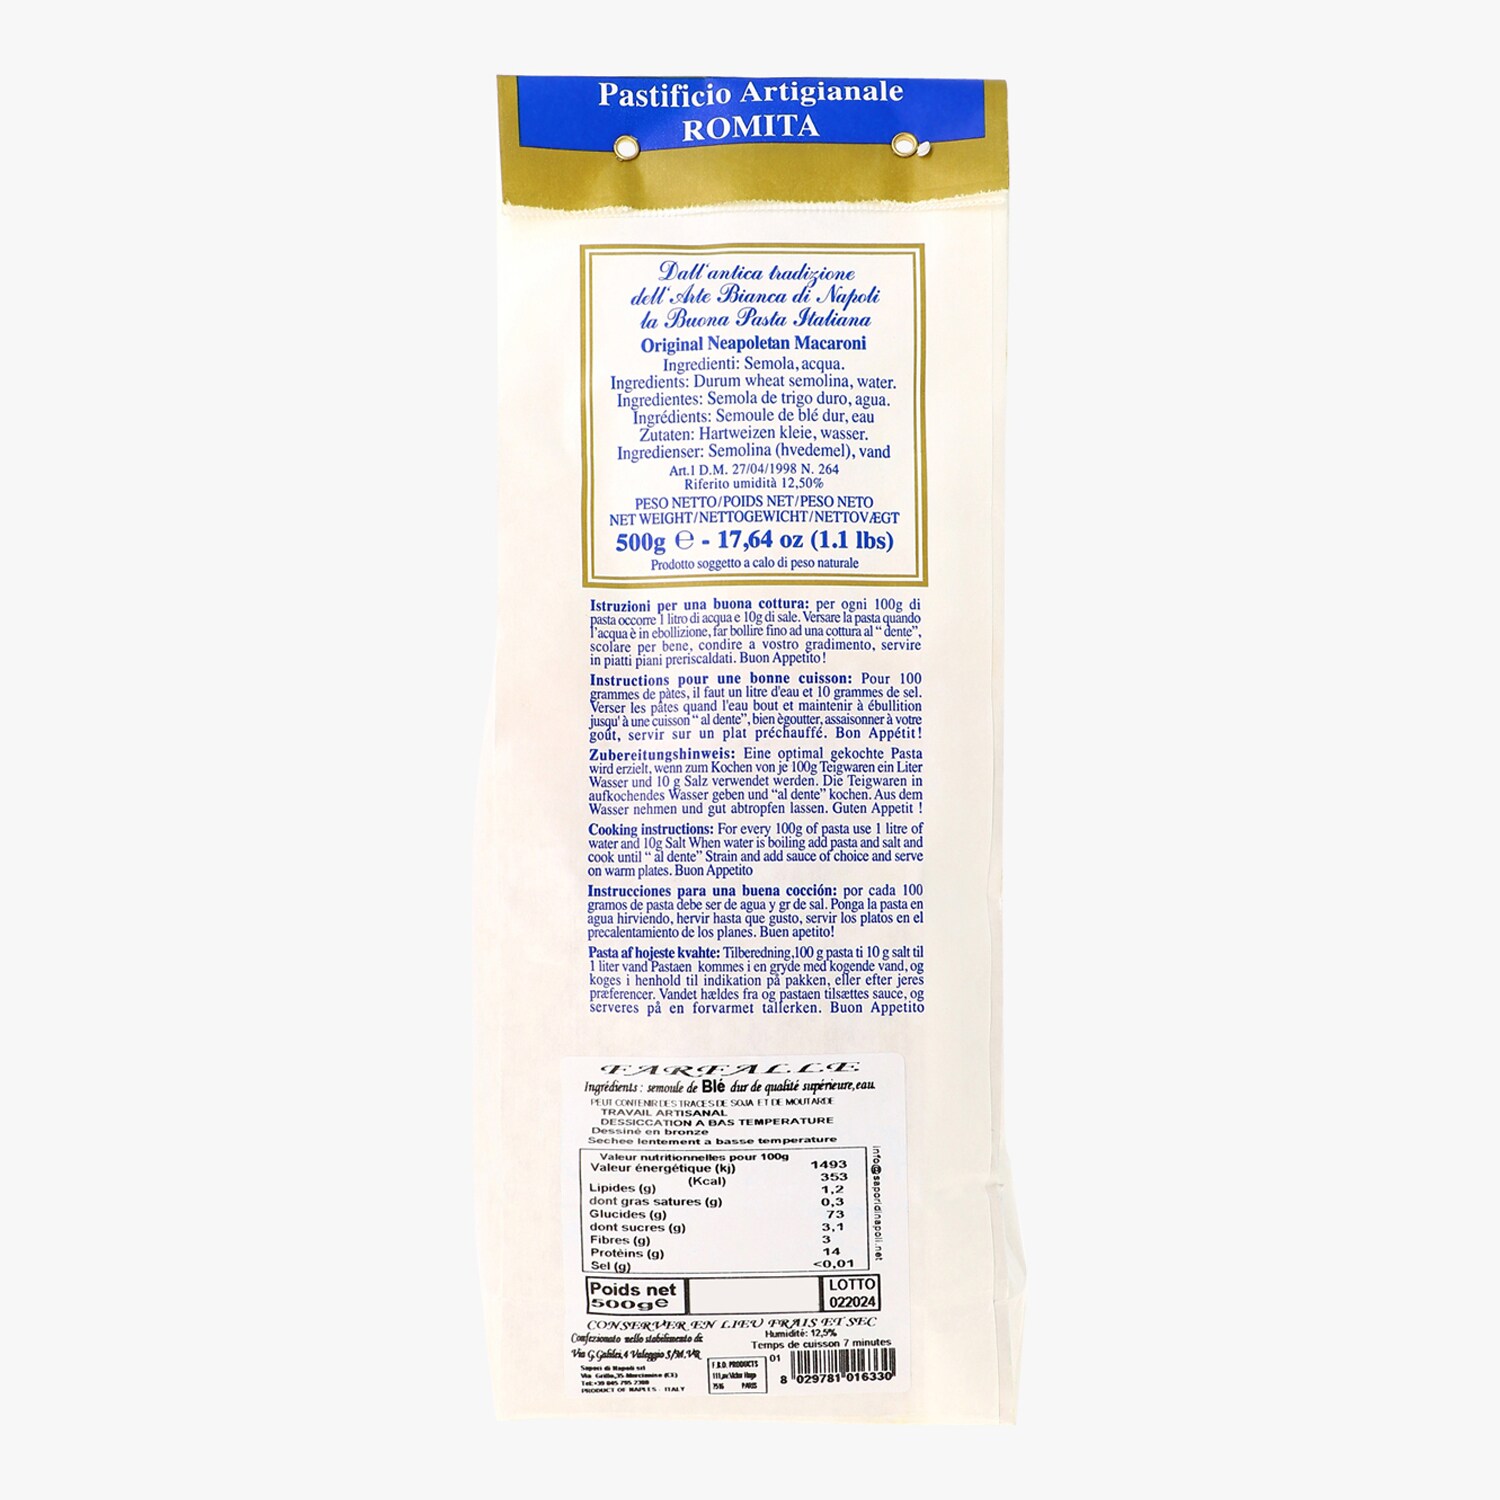 Pastificio Artigianale
ROMITA
Dall'antica tradizione
dell'Arte Bianca di Napoli
la Buona Pasta Italiana
Original Neapoletan Macaroni
Ingredienti: Semola, acqua.
Ingredients: Durum wheat semolina, water.
Ingredientes: Semola de trigo duro, agua.
Ingrédients: Semoule de blé dur, eau
Zutaten: Hartweizen kleie, wasser.
Ingredienser: Semolina (hvedemel), vand
Art.1 D.M. 27/04/1998 N. 264
Riferito umidità 12,50%
PESO NETTO/POIDS NET/PESO NETO
NET WEIGHT/NETTOGEWICHT/NETTOVÆGT
500g ℮ - 17,64 oz (1.1 lbs)
Prodotto soggetto a calo di peso naturale
Istruzioni per una buona cottura: per ogni 100g di
pasta occorre 1 litro di acqua e 10g di sale. Versare la pasta quando
l'acqua è in ebollizione, far bollire fino ad una cottura al “ dente”,
scolare per bene, condire a vostro gradimento, servire
in piatti piani preriscaldati. Buon Appetito!
Instructions pour une bonne cuisson: Pour 100
grammes de pàtes, il faut un litre d'eau et 10 grammes de sel.
Verser les pâtes quand l'eau bout et maintenir à ébullition
jusqu' à une cuisson “ al dente”, bien ègoutter, assaisonner à votre
goût, servir sur un plat préchauffé. Bon Appétit!
Zubereitungshinweis: Eine optimal gekochte Pasta
wird erzielt, wenn zum Kochen von je 100g Teigwaren ein Liter
Wasser und 10 g Salz verwendet werden. Die Teigwaren in
aufkochendes Wasser geben und “al dente” kochen. Aus dem
Wasser nehmen und gut abtropfen lassen. Guten Appetit !
Cooking instructions: For every 100g of pasta use 1 litre of
water and 10g Salt When water is boiling add pasta and salt and
cook until “ al dente” Strain and add sauce of choice and serve
on warm plates. Buon Appetito
Instrucciones para una buena cocción: por cada 100
gramos de pasta debe ser de agua y gr de sal. Ponga la pasta en
agua hirviendo, hervir hasta que gusto, servir los platos en el
precalentamiento de los planes. Buen apetito!
Pasta af hojeste kvahte: Tilberedning,100 g pasta ti 10 g salt til
1 liter vand Pastaen kommes i en gryde med kogende vand, og
koges i henhold til indikation på pakken, eller efter jeres
præferencer. Vandet hældes fra og pastaen tilsættes sauce, og
serveres på en forvarmet tallerken. Buon Appetito
FARFALLE
Ingrédients : semoule de Blé dur de qualité supérieure, eau
PEUT CONTENIR DES TRACES DE SOJA ET DE MOUTARDE
TRAVAIL ARTISANAL
DESSICCATION A BAS TEMPERATURE
Dessiné en bronze
Sechee lentement a basse temperature
Valeur nutritionnelles pour 100g
Valeur énergétique (kj) 1493
(Kcal) 353
Lipides (g) 1,2
dont gras satures (g) 0,3
Glucides (g) 73
dont sucres (g) 3,1
Fibres (g) 3
Protéins (g) 14
Sel (g) <0,01
info@saporidinapoli.net
Poids net
500g℮
LOTTO
022024
CONSERVER EN LIEU FRAIS ET SEC
Humidité: 12,5%
Temps de cuisson 7 minutes
Confezionato nello stabilimento di:
Via G.Galilei,4 Valeggio S/M.VR
Sapori di Napoli srl
Via Grillo,35-Mercianise (CE)
PRODUCT OF NAPLES - ITALY
F.B.D. PRODUCTS
111,av.Victor Hugo
PARIS
01
8 029781 016330